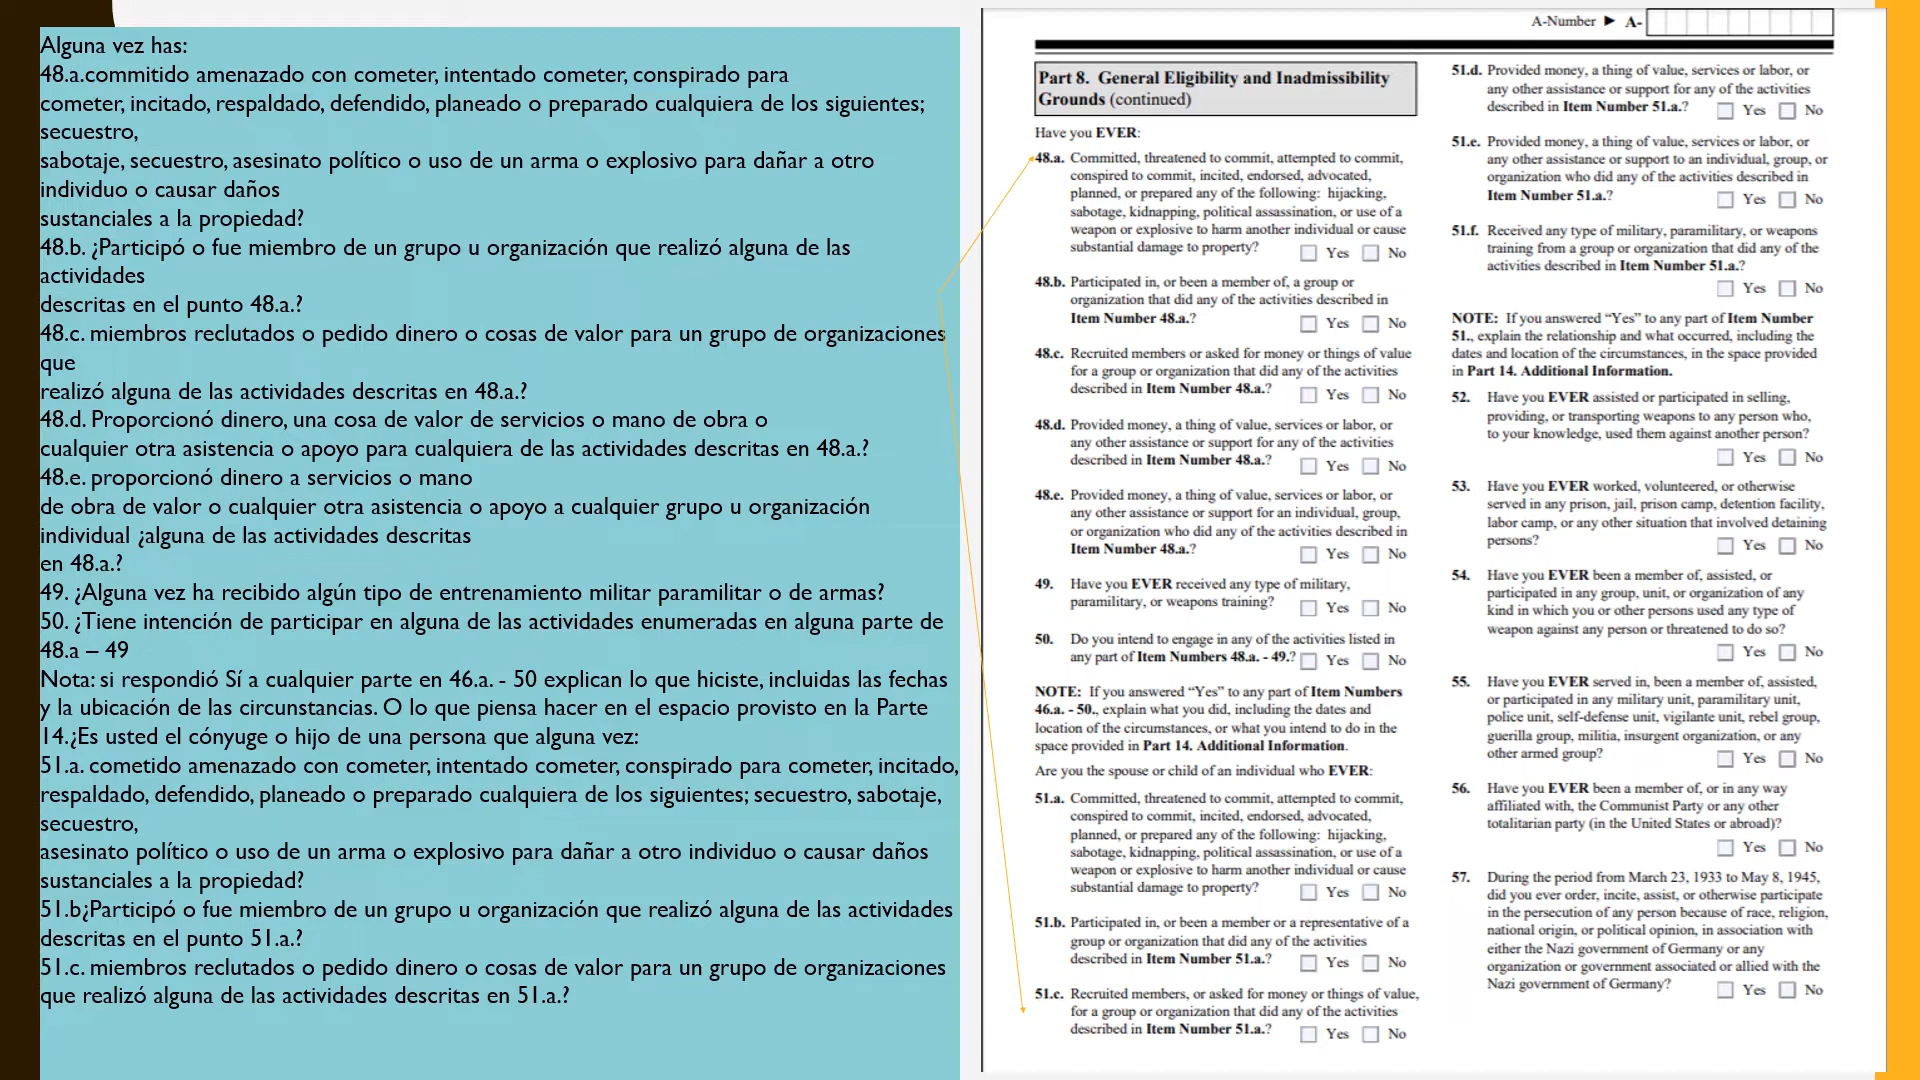 Alguna vez has:
48.a.commitido amenazado con cometer, intentado cometer, conspirado para
cometer, incitado, respaldado, defendido, planeado o preparado cualquiera de los siguientes;
secuestro,
sabotaje, secuestro, asesinato político o uso de un arma o explosivo para dañar a otro
individuo o causar daños
sustanciales a la propiedad?
48.b. ¿Participó o fue miembro de un grupo u organización que realizó alguna de las
actividades
descritas en el punto 48.a.?
48.c. miembros reclutados o pedido dinero o cosas de valor para un grupo de organizaciones
que
realizó alguna de las actividades descritas en 48.a.?
48.d. Proporcionó dinero, una cosa de valor de servicios o mano de obra o
cualquier otra asistencia o apoyo para cualquiera de las actividades descritas en 48.a.?
48.e. proporcionó dinero a servicios o mano
de obra de valor o cualquier otra asistencia o apoyo a cualquier grupo u organización
individual ¿alguna de las actividades descritas
en 48.a.?
49. ¿Alguna vez ha recibido algún tipo de entrenamiento militar paramilitar o de armas?
50. ¿Tiene intención de participar en alguna de las actividades enumeradas en alguna parte de
48.a – 49
Nota: si respondió Sí a cualquier parte en 46.a. - 50 explican lo que hiciste, incluidas las fechas
y la ubicación de las circunstancias. O lo que piensa hacer en el espacio provisto en la Parte
14.¿Es usted el cónyuge o hijo de una persona que alguna vez:
51.a. cometido amenazado con cometer, intentado cometer, conspirado para cometer, incitado,
respaldado, defendido, planeado o preparado cualquiera de los siguientes; secuestro, sabotaje,
secuestro,
asesinato político o uso de un arma o explosivo para dañar a otro individuo o causar daños
sustanciales a la propiedad?
51.b¿Participó o fue miembro de un grupo u organización que realizó alguna de las actividades
descritas en el punto 51.a.?
51.c. miembros reclutados o pedido dinero o cosas de valor para un grupo de organizaciones
que realizó alguna de las actividades descritas en 51.a.?
A-Number ► A-
Part 8. General Eligibility and Inadmissibility
Grounds (continued)
Have you EVER:
48.a. Committed, threatened to commit, attempted to commit,
conspired to commit, incited, endorsed, advocated,
planned, or prepared any of the following: hijacking,
sabotage, kidnapping, political assassination, or use of a
weapon or explosive to harm another individual or cause
substantial damage to property? Yes No
48.b. Participated in, or been a member of, a group or
organization that did any of the activities described in
Item Number 48.a.? Yes No
48.c. Recruited members or asked for money or things of value
for a group or organization that did any of the activities
described in Item Number 48.a.? Yes No
48.d. Provided money, a thing of value, services or labor, or
any other assistance or support for any of the activities
described in Item Number 48.a.? Yes No
48.e. Provided money, a thing of value, services or labor, or
any other assistance or support for an individual, group,
or organization who did any of the activities described in
Item Number 48.a.? Yes No
49. Have you EVER received any type of military,
paramilitary, or weapons training? Yes No
50. Do you intend to engage in any of the activities listed in
any part of Item Numbers 48.a. - 49.? Yes No
NOTE: If you answered “Yes” to any part of Item Numbers
46.a. - 50., explain what you did, including the dates and
location of the circumstances, or what you intend to do in the
space provided in Part 14. Additional Information.
Are you the spouse or child of an individual who EVER:
51.a. Committed, threatened to commit, attempted to commit,
conspired to commit, incited, endorsed, advocated,
planned, or prepared any of the following: hijacking,
sabotage, kidnapping, political assassination, or use of a
weapon or explosive to harm another individual or cause
substantial damage to property? Yes No
51.b. Participated in, or been a member or a representative of a
group or organization that did any of the activities
described in Item Number 51.a.? Yes No
51.c. Recruited members, or asked for money or things of value,
for a group or organization that did any of the activities
described in Item Number 51.a.? Yes No
51.d. Provided money, a thing of value, services or labor, or
any other assistance or support for any of the activities
described in Item Number 51.a.? Yes No
51.e. Provided money, a thing of value, services or labor, or
any other assistance or support to an individual, group, or
organization who did any of the activities described in
Item Number 51.a.? Yes No
51.f. Received any type of military, paramilitary, or weapons
training from a group or organization that did any of the
activities described in Item Number 51.a.?
Yes No
NOTE: If you answered “Yes” to any part of Item Number
51., explain the relationship and what occurred, including the
dates and location of the circumstances, in the space provided
in Part 14. Additional Information.
52. Have you EVER assisted or participated in selling,
providing, or transporting weapons to any person who,
to your knowledge, used them against another person?
Yes No
53. Have you EVER worked, volunteered, or otherwise
served in any prison, jail, prison camp, detention facility,
labor camp, or any other situation that involved detaining
persons? Yes No
54. Have you EVER been a member of, assisted, or
participated in any group, unit, or organization of any
kind in which you or other persons used any type of
weapon against any person or threatened to do so?
Yes No
55. Have you EVER served in, been a member of, assisted,
or participated in any military unit, paramilitary unit,
police unit, self-defense unit, vigilante unit, rebel group,
guerilla group, militia, insurgent organization, or any
other armed group? Yes No
56. Have you EVER been a member of, or in any way
affiliated with, the Communist Party or any other
totalitarian party (in the United States or abroad)?
Yes No
57. During the period from March 23, 1933 to May 8, 1945,
did you ever order, incite, assist, or otherwise participate
in the persecution of any person because of race, religion,
national origin, or political opinion, in association with
either the Nazi government of Germany or any
organization or government associated or allied with the
Nazi government of Germany? Yes No